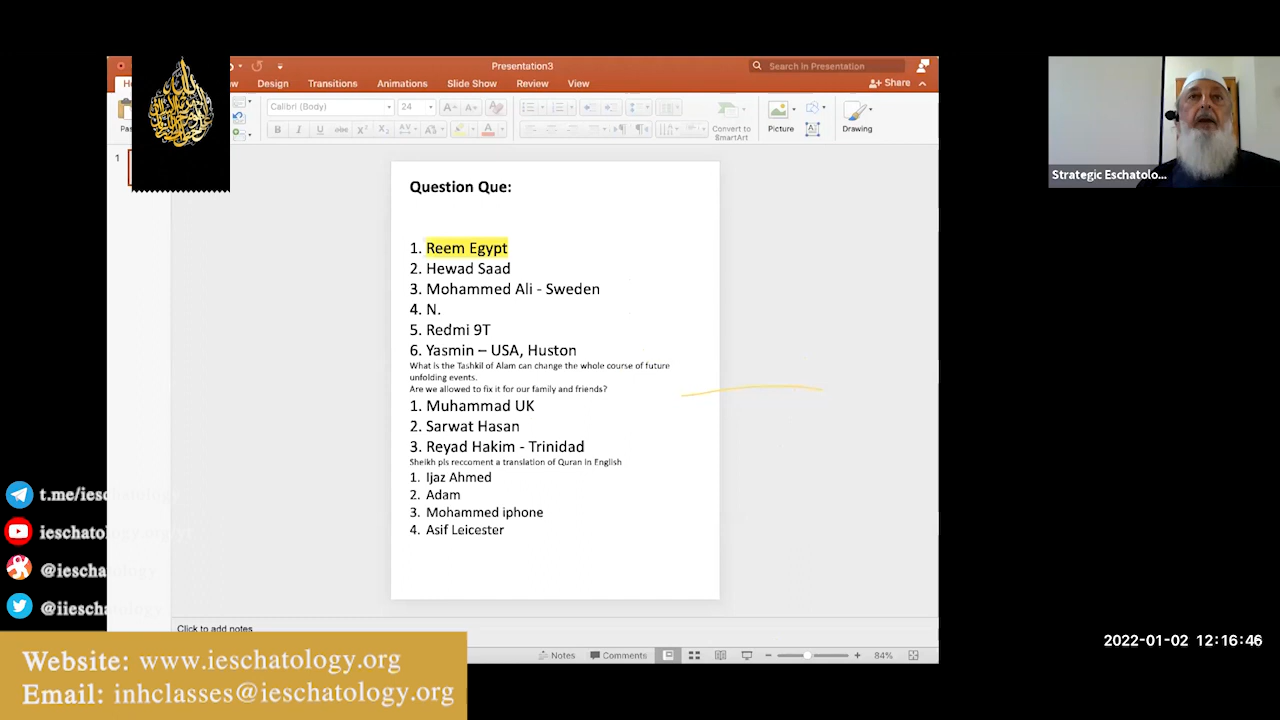 Presentation3
Search in Presentation
Design
Transitions
Animations
Slide Show
Review
View
Share
Calibri (Body)
24
Convert to
SmartArt
Picture
Drawing
1
Question Que:
1. Reem Egypt
2. Hewad Saad
3. Mohammed Ali - Sweden
4. N.
5. Redmi 9T
6. Yasmin – USA, Huston
What is the Tashkil of Alam can change the whole course of future
unfolding events.
Are we allowed to fix it for our family and friends?
1. Muhammad UK
2. Sarwat Hasan
3. Reyad Hakim - Trinidad
Sheikh pls reccoment a translation of Quran in English
1. Ijaz Ahmed
2. Adam
3. Mohammed iphone
4. Asif Leicester
Strategic Eschatolo...
t.me/ieschatology
ieschatology
@ieschatology
@iieschatology
Click to add notes
Notes
Comments
84%
2022-01-02 12:16:46
Website: www.ieschatology.org
Email: inhclasses@ieschatology.org